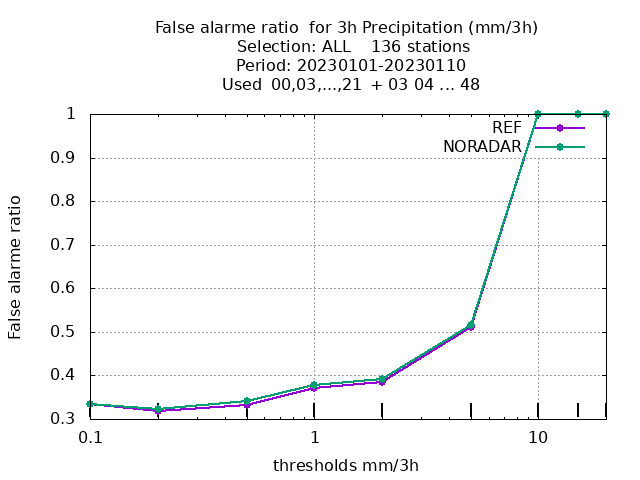 False alarme ratio  for 3h Precipitation (mm/3h)
Selection: ALL    136 stations
Period: 20230101-20230110
Used  00,03,...,21  + 03 04 ... 48
1
0.9
0.8
0.7
0.6
0.5
0.4
0.3
0.1
1
10
REF
NORADAR
False alarme ratio
thresholds mm/3h